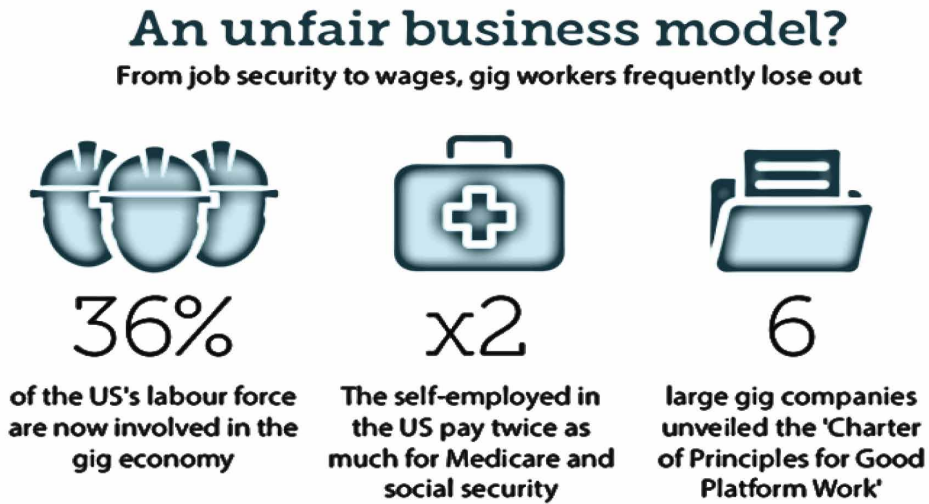 An unfair business model?
From job security to wages, gig workers frequently lose out
36%
of the US's labour force
are now involved in the
gig economy
x2
The self-employed in
the US pay twice as
much for Medicare and
social security
6
large gig companies
unveiled the 'Charter
of Principles for Good
Platform Work'